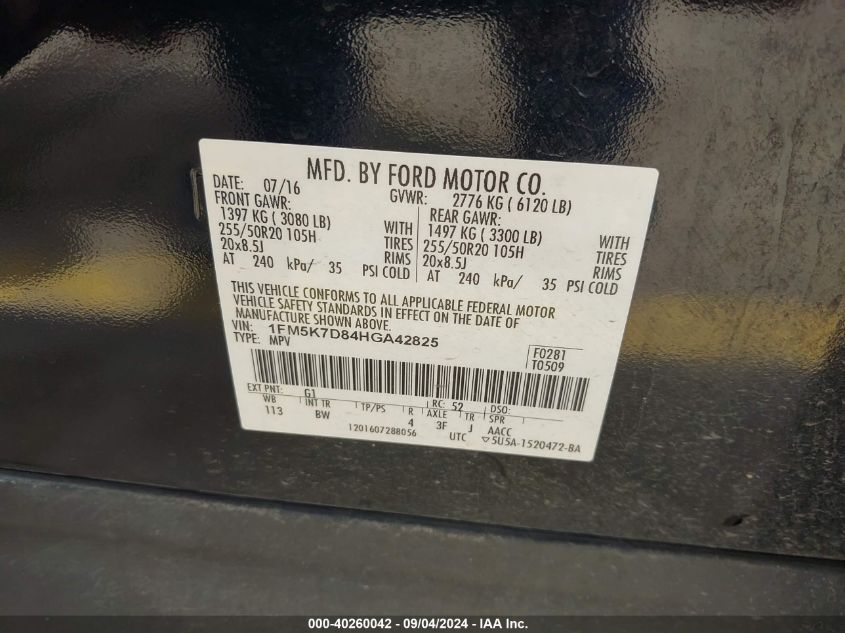 MFD. BY FORD MOTOR CO.
DATE: 07/16 GVWR: 2776 KG ( 6120 LB)
FRONT GAWR: REAR GAWR:
1397 KG ( 3080 LB) WITH 1497 KG ( 3300 LB) WITH
255/50R20 105H TIRES 255/50R20 105H TIRES
20x8.5J RIMS 20x8.5J RIMS
AT 240 kPa/ 35 PSI COLD AT 240 kPa/ 35 PSI COLD
THIS VEHICLE CONFORMS TO ALL APPLICABLE FEDERAL MOTOR
VEHICLE SAFETY STANDARDS IN EFFECT ON THE DATE OF
MANUFACTURE SHOWN ABOVE.
VIN: 1FM5K7D84HGA42825
TYPE: MPV
F0281
T0509
EXT PNT: G1 RC: 52 DSO:
WB INT TR TP/PS R AXLE TR SPR
113 BW 4 3F J AACC
1201607288056 UTC ▽5U5A-1520472-BA
000-40260042 - 09/04/2024 - IAA Inc.